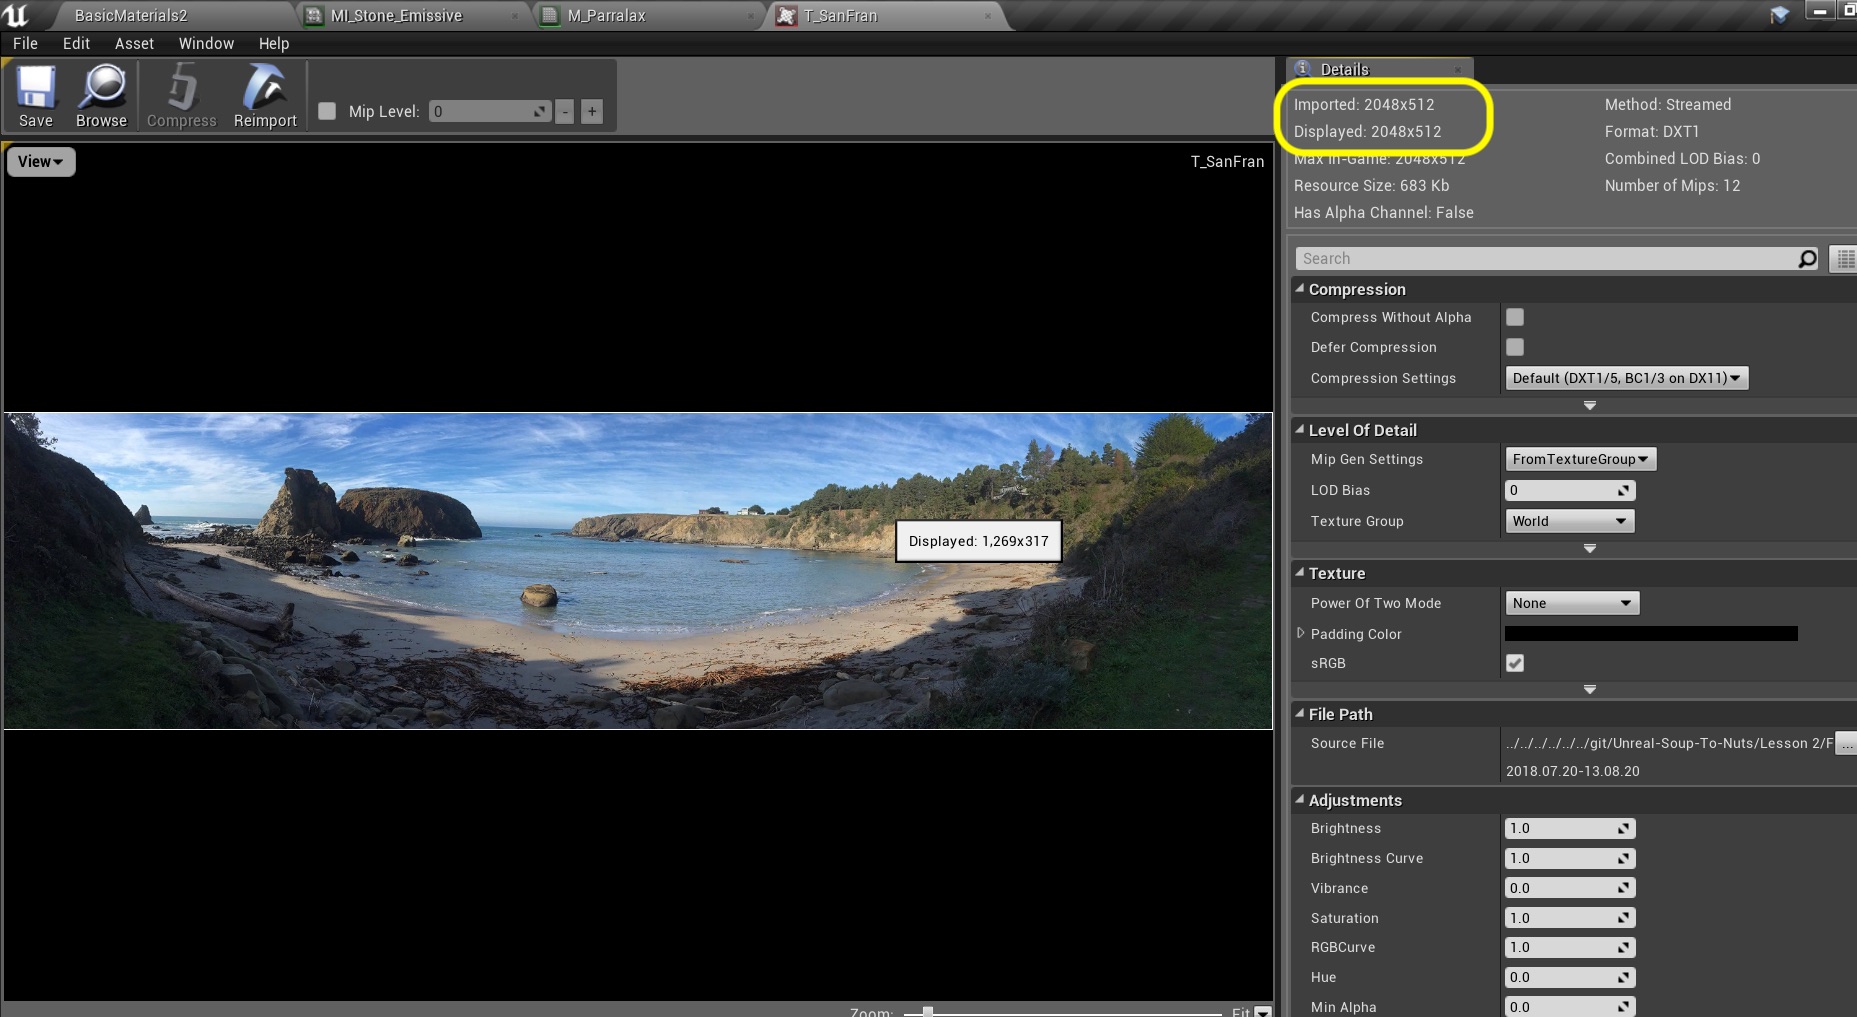 BasicMaterials2
MI_Stone_Emissive
M_Parralax
T_SanFran
File Edit Asset Window Help
Save Browse Compress Reimport Mip Level: 0 - +
View
T_SanFran
Displayed: 1,269x317
Zoom: Fit
Details
Imported: 2048x512 Method: Streamed
Displayed: 2048x512 Format: DXT1
Max In-Game: 2048x512 Combined LOD Bias: 0
Resource Size: 683 Kb Number of Mips: 12
Has Alpha Channel: False
Search
Compression
Compress Without Alpha
Defer Compression
Compression Settings Default (DXT1/5, BC1/3 on DX11)
Level Of Detail
Mip Gen Settings FromTextureGroup
LOD Bias 0
Texture Group World
Texture
Power Of Two Mode None
Padding Color
sRGB
File Path
Source File ../../../../../../git/Unreal-Soup-To-Nuts/Lesson 2/F ...
2018.07.20-13.08.20
Adjustments
Brightness 1.0
Brightness Curve 1.0
Vibrance 0.0
Saturation 1.0
RGBCurve 1.0
Hue 0.0
Min Alpha 0.0